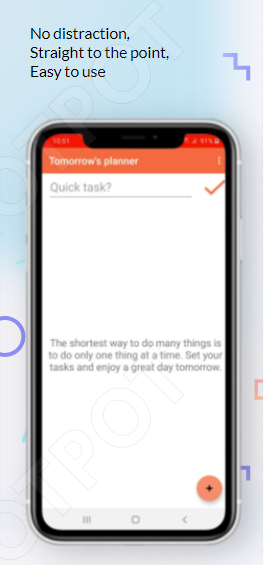 No distraction,
Straight to the point,
Easy to use
10:51
91%
Tomorrow's planner
Quick task?
The shortest way to do many things is
to do only one thing at a time. Set your
tasks and enjoy a great day tomorrow.
+
HOTPOT
HOTPOT